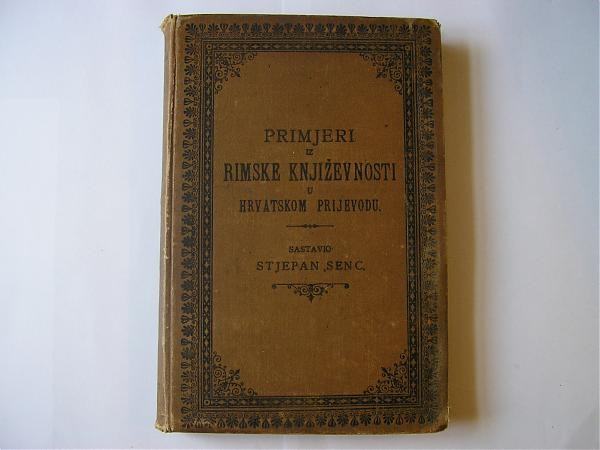 PRIMJERI
IZ
RIMSKE KNJIŽEVNOSTI
U
HRVATSKOM PRIJEVODU.
SASTAVIO
STJEPAN SENC.